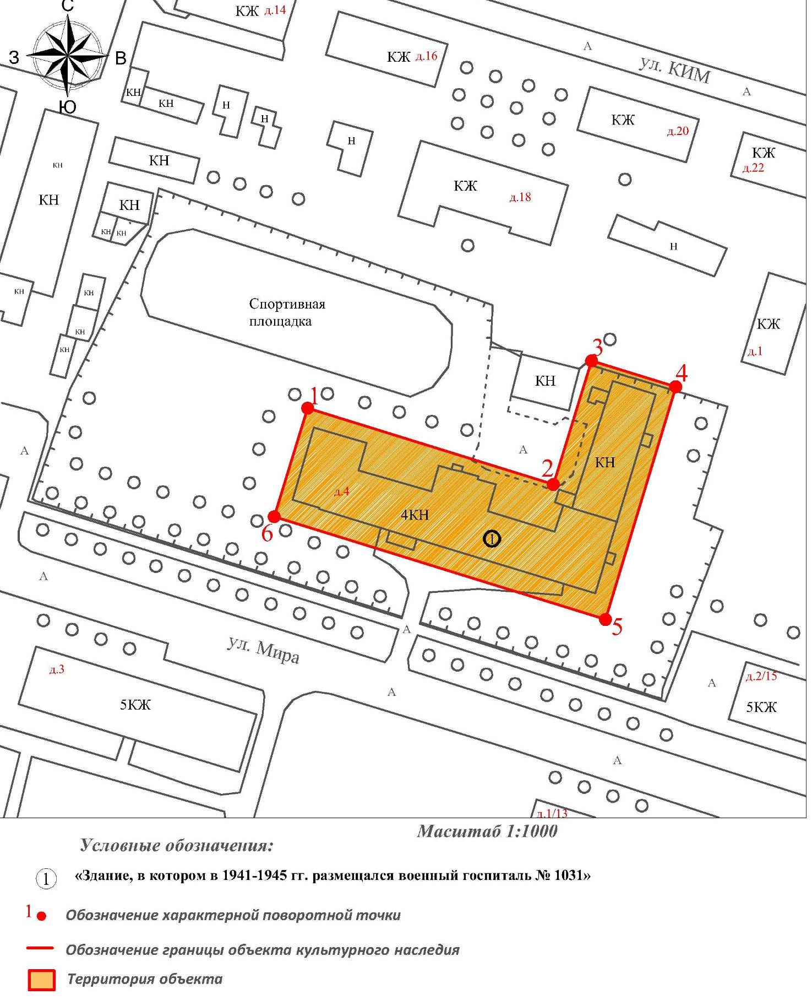 С
КЖ д.14
З
В
Ю
КЖ д.16
А
ул. КИМ
А
КН
КН
Н
Н
Н
КЖ
д.20
КЖ
д.22
КН
КН
КН
КЖ
д.18
КН
КН
КН
КН
Н
КН
КН
Спортивная
площадка
КЖ
д.1
КН
КН
3
КН
4
1
А
А
2
КН
д.4
4КН
6
1
А
5
А
ул. Мира
д.3
5КЖ
А
А
д.2/15
5КЖ
А
д.1/13
Масштаб 1:1000
Условные обозначения:
1 «Здание, в котором в 1941-1945 гг. размещался военный госпиталь № 1031»
1 Обозначение характерной поворотной точки
Обозначение границы объекта культурного наследия
Территория объекта